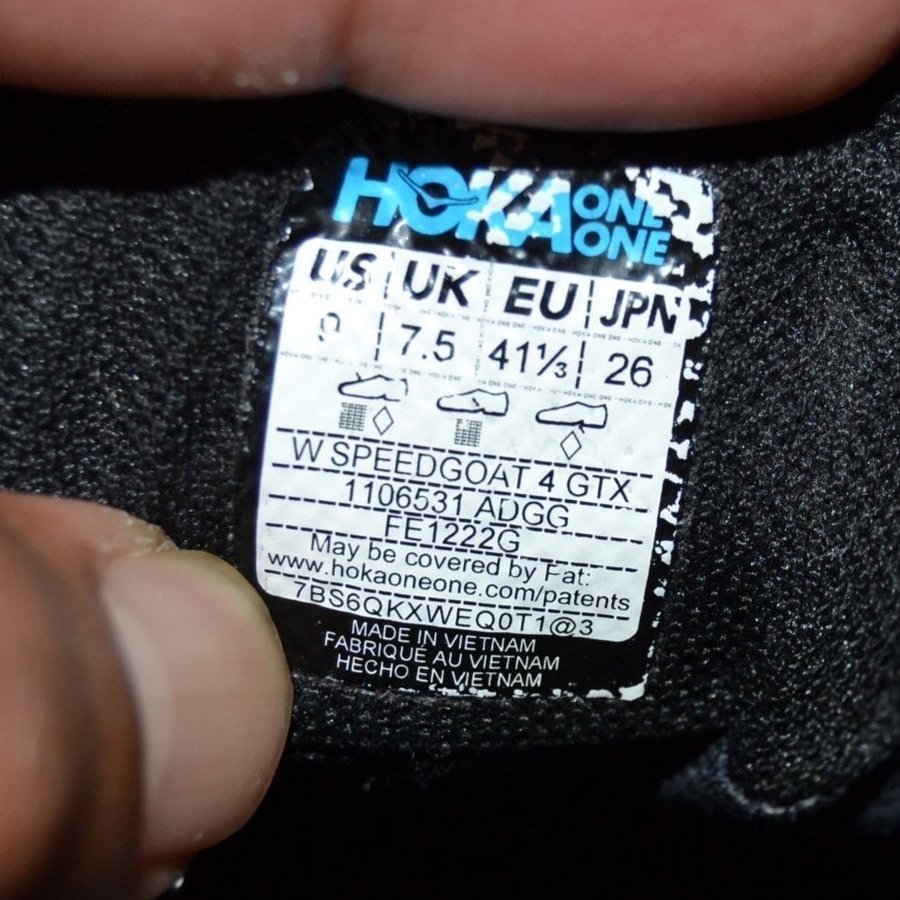 HOKA ONE ONE
US UK EU JPN
9 7.5 41⅓ 26
W SPEEDGOAT 4 GTX
1106531 ADGG
FE1222G
May be covered by Pat:
www.hokaoneone.com/patents
7BS6QKXWEQ0T1@3
MADE IN VIETNAM
FABRIQUÉ AU VIETNAM
HECHO EN VIETNAM